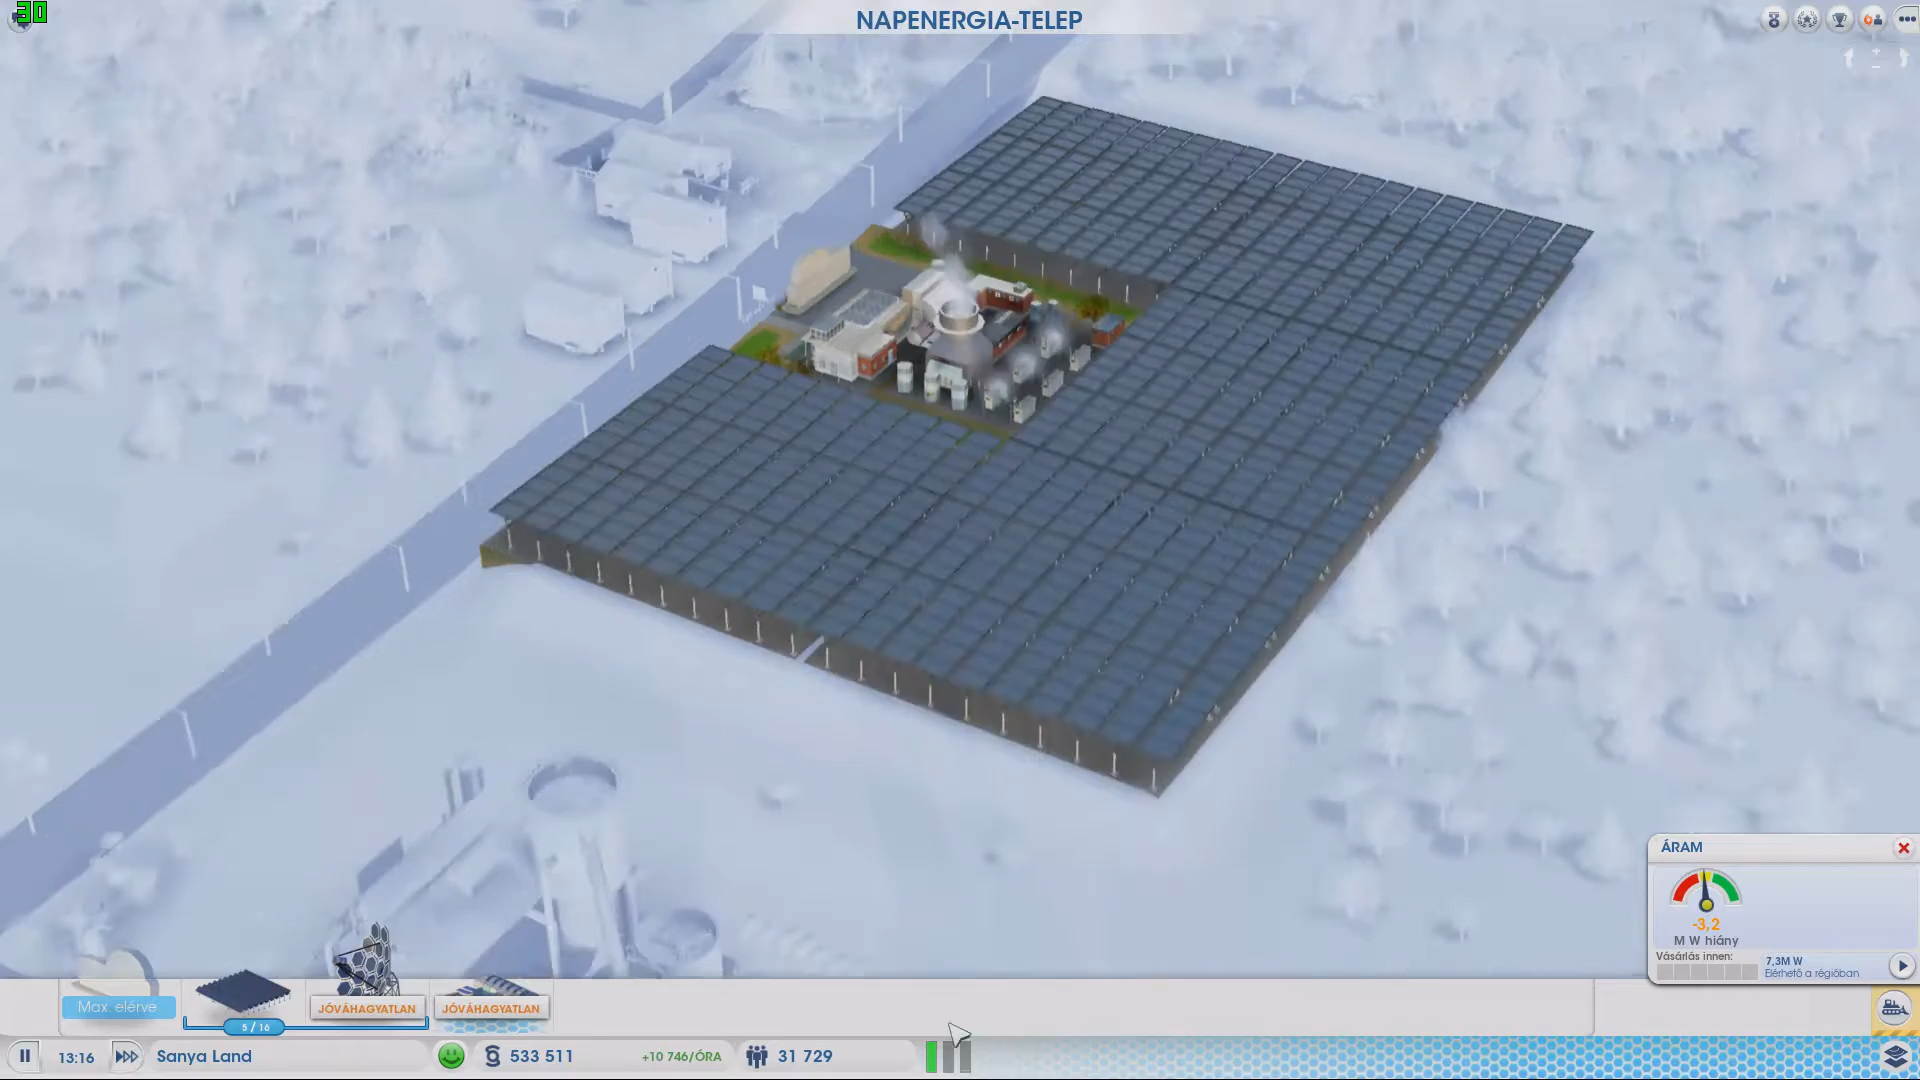 30
NAPENERGIA-TELEP
ÁRAM
-3,2
M W hiány
Vásárlás innen:
7,3M W
Elérhető a régióban
Max. elérve
5 / 16
JÓVÁHAGYATLAN
JÓVÁHAGYATLAN
13:16
Sanya Land
533 511
+10 746/ÓRA
31 729